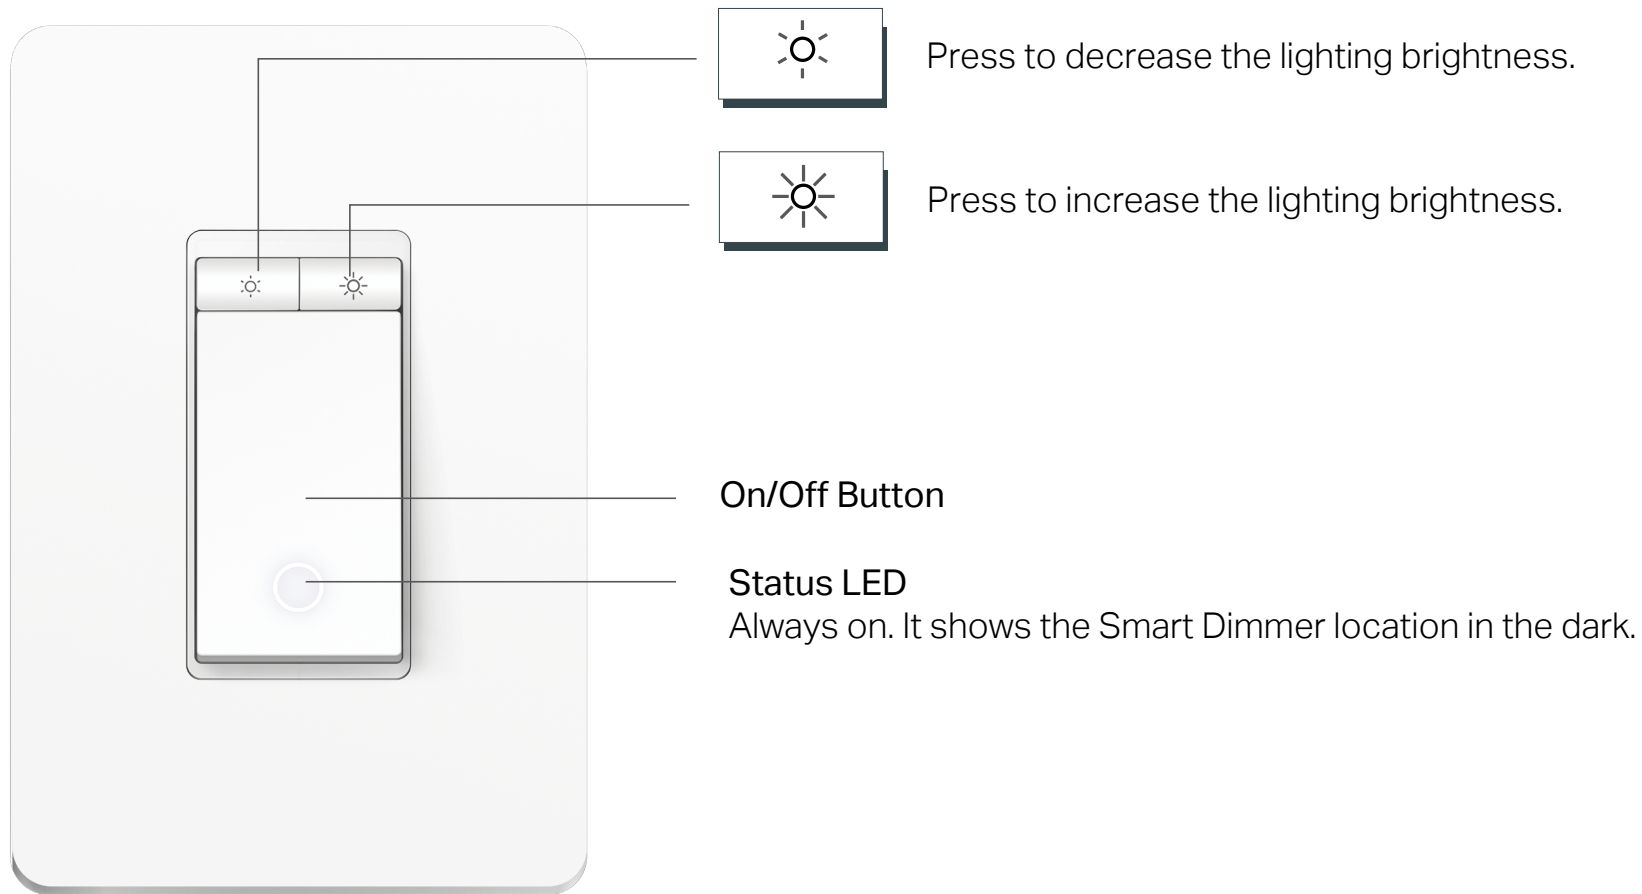 Press to decrease the lighting brightness.
Press to increase the lighting brightness.
On/Off Button
Status LED
Always on. It shows the Smart Dimmer location in the dark.